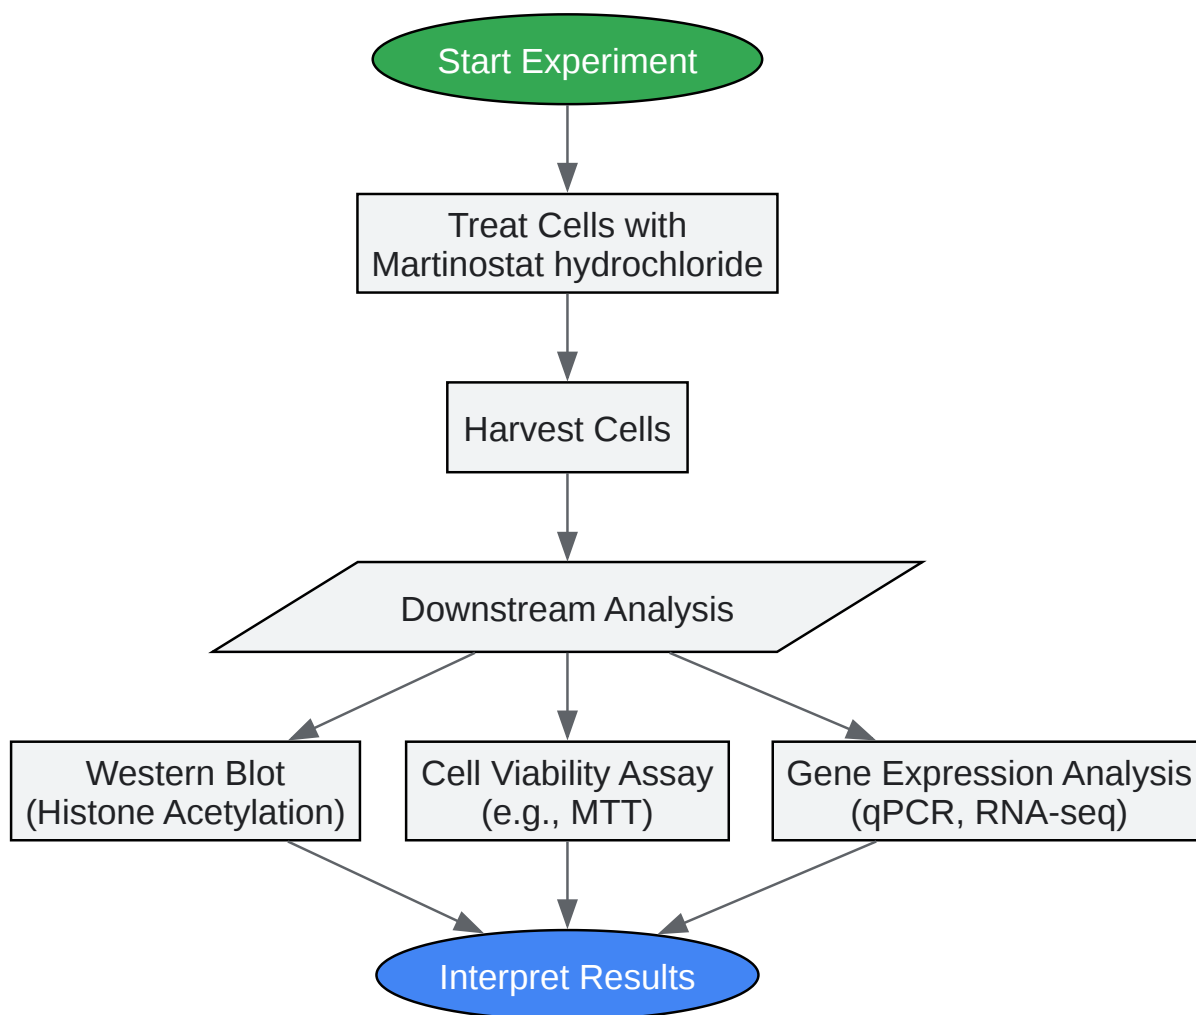 Start Experiment
Treat Cells with
Martinostat hydrochloride
Harvest Cells
Downstream Analysis
Western Blot
(Histone Acetylation)
Cell Viability Assay
(e.g., MTT)
Gene Expression Analysis
(qPCR, RNA-seq)
Interpret Results